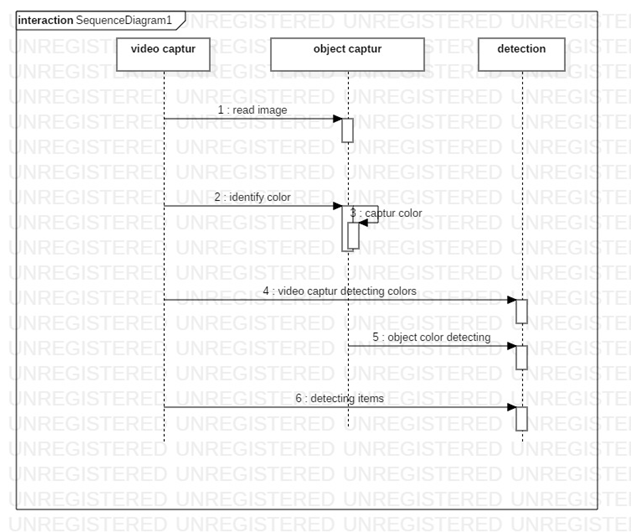 interaction SequenceDiagram1
video captur
object captur
detection
1 : read image
2 : identify color
3 : captur color
4 : video captur detecting colors
5 : object color detecting
6 : detecting items
UNREGISTERED